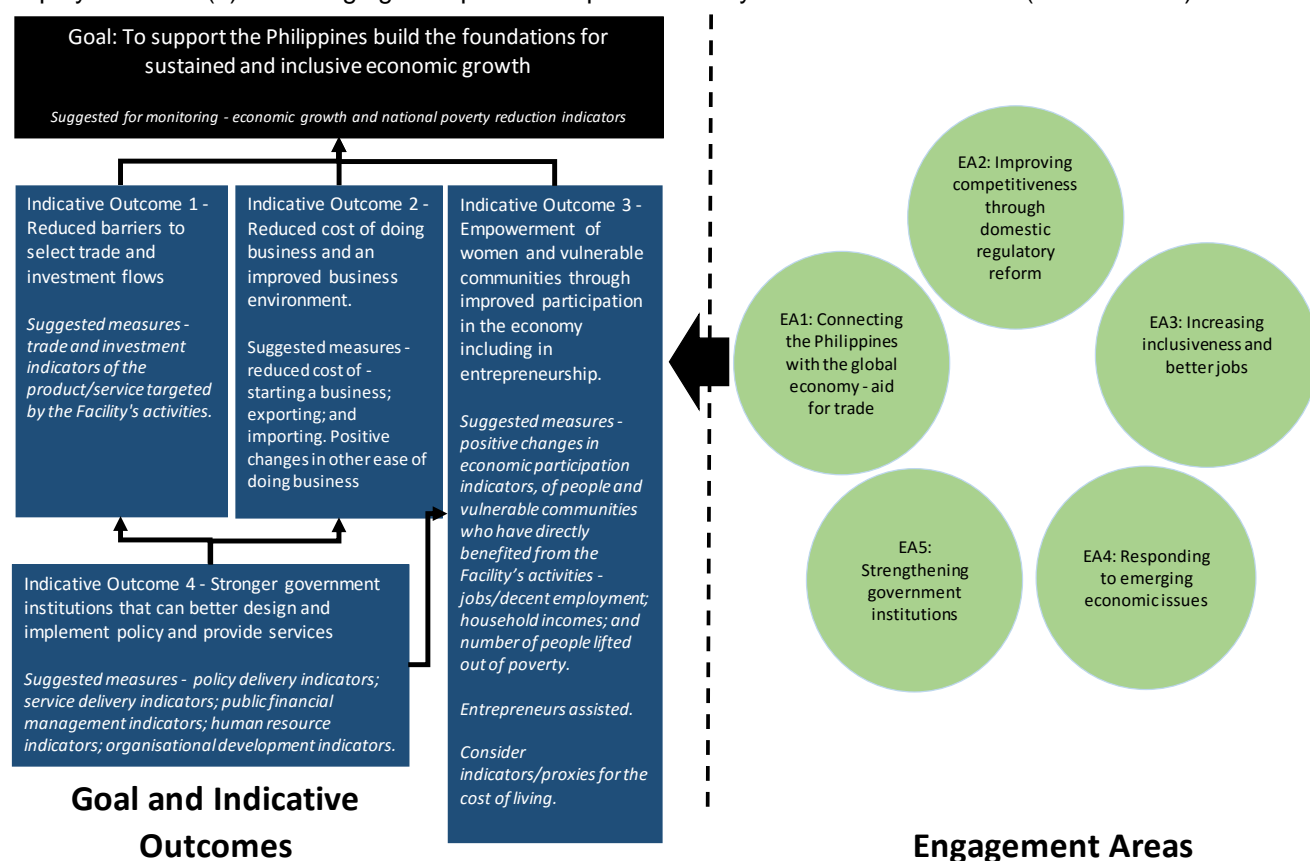 Goal: To support the Philippines build the foundations for
sustained and inclusive economic growth
Suggested for monitoring - economic growth and national poverty reduction indicators
Indicative Outcome 1 -
Reduced barriers to
select trade and
investment flows
Suggested measures -
trade and investment
indicators of the
product/service targeted
by the Facility's activities.
Indicative Outcome 2 -
Reduced cost of doing
business and an
improved business
environment.
Suggested measures -
reduced cost of -
starting a business;
exporting; and
importing. Positive
changes in other ease of
doing business
Indicative Outcome 3 -
Empowerment of
women and vulnerable
communities through
improved participation
in the economy
including in
entrepreneurship.
Suggested measures -
positive changes in
economic participation
indicators, of people and
vulnerable communities
who have directly
benefited from the
Facility's activities -
jobs/decent employment;
household incomes; and
number of people lifted
out of poverty.
Entrepreneurs assisted.
Consider
indicators/proxies for the
cost of living.
Indicative Outcome 4 - Stronger government
institutions that can better design and
implement policy and provide services
Suggested measures - policy delivery indicators;
service delivery indicators; public financial
management indicators; human resource
indicators; organisational development indicators.
Goal and Indicative
Outcomes
EA2: Improving
competitiveness
through
domestic
regulatory
reform
EA1: Connecting
the Philippines
with the global
economy - aid
for trade
EA3: Increasing
inclusiveness and
better jobs
EA5:
Strengthening
government
institutions
EA4: Responding
to emerging
economic issues
Engagement Areas